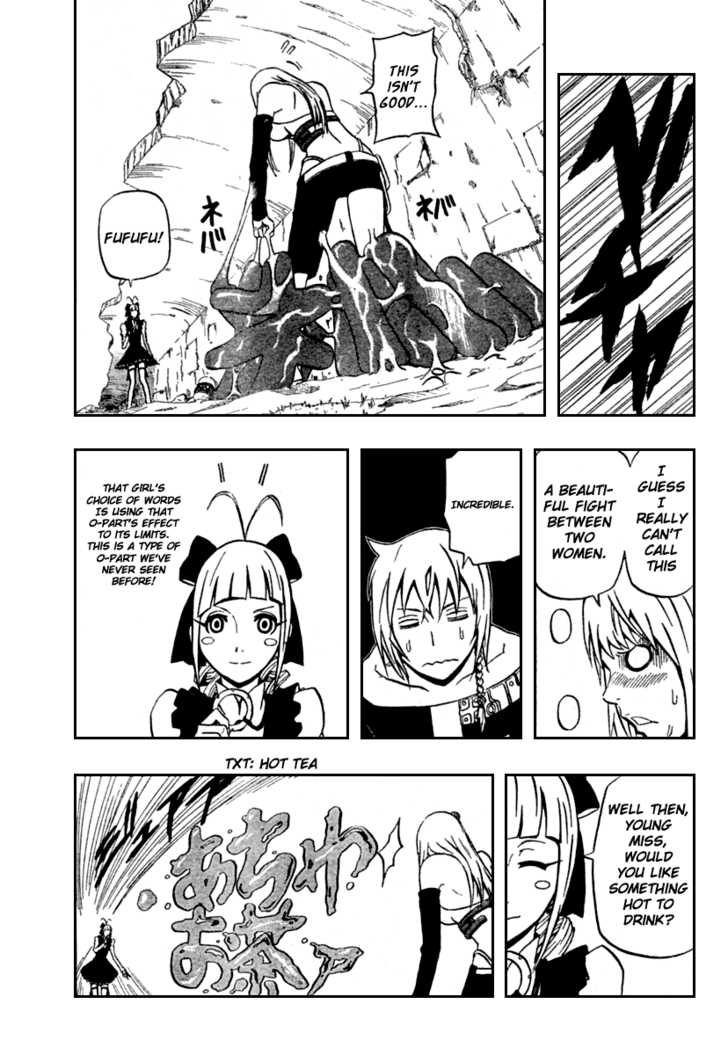 THIS
ISN'T
GOOD...
ネバ
ネバ
FUFUFU!
I
GUESS
I
REALLY
CAN'T
CALL
THIS
A BEAUTI-
FUL FIGHT
BETWEEN
TWO
WOMEN.
INCREDIBLE.
THAT GIRL'S
CHOICE OF WORDS
IS USING THAT
O-PART'S EFFECT
TO ITS LIMITS.
THIS IS A TYPE OF
O-PART WE'VE
NEVER SEEN
BEFORE!
WELL THEN,
YOUNG
MISS,
WOULD
YOU LIKE
SOMETHING
HOT TO
DRINK?
TXT: HOT TEA
あちゃ
お茶ァ